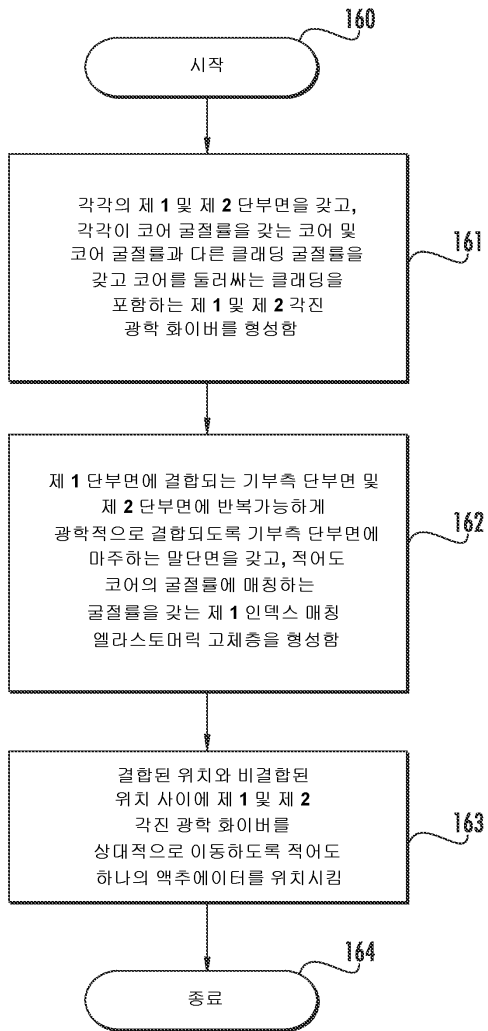 160
시작
161
각각의 제 1 및 제 2 단부면을 갖고,
각각이 코어 굴절률을 갖는 코어 및
코어 굴절률과 다른 클래딩 굴절률을
갖고 코어를 둘러싸는 클래딩을
포함하는 제 1 및 제 2 각진
광학 화이버를 형성함
162
제 1 단부면에 결합되는 기부측 단부면 및
제 2 단부면에 반복가능하게
광학적으로 결합되도록 기부측 단부면에
마주하는 말단면을 갖고, 적어도
코어의 굴절률에 매칭하는
굴절률을 갖는 제 1 인덱스 매칭
엘라스토머릭 고체층을 형성함
163
결합된 위치와 비결합된
위치 사이에 제 1 및 제 2
각진 광학 화이버를
상대적으로 이동하도록 적어도
하나의 액추에이터를 위치시킴
164
종료